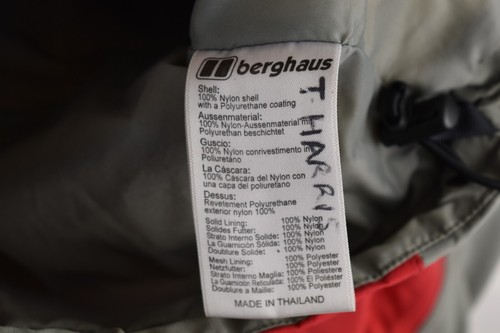 berghaus
Shell:
100% Nylon shell
with a Polyurethane coating
Aussenmaterial:
100% Nylon-Aussenmaterial mit
Polyurethan beschichtet
Guscio:
100% Nylon conrivestimento in
Poliuretáno
La Cáscara:
100% Cáscara del Nylon con
una capa del poliuretano
Dessus:
Revetement Polyurethane
exterior nylon 100%
Solid Lining: 100% Nylon
Solides Futter: 100% Nylon
Strato Interno Solide: 100% Nylon
La Guarnición Sólida: 100% Nylon
Doublure Solide: 100% Nylon
Mesh Lining: 100% Polyester
Netzfutter: 100% Polyester
Strato Interno Maglia: 100% Poliestere
La Guarnición Reticulada: 100% El Poliéster
Doublure a Maille: 100% Polyester
MADE IN THAILAND
T. HARRIS